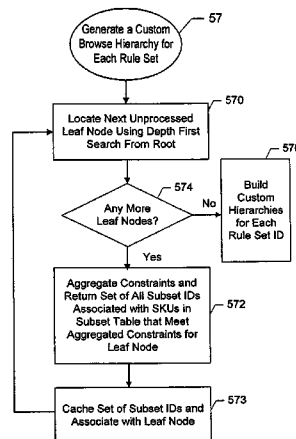 57
Generate a Custom
Browse Hierarchy for
Each Rule Set
570
Locate Next Unprocessed
Leaf Node Using Depth First
Search From Root
574
Any More
Leaf Nodes?
No
Yes
Build
Custom
Hierarchies
for Each
Rule Set ID
Aggregate Constraints and
Return Set of All Subset IDs
Associated with SKUs in
Subset Table that Meet
Aggregated Constraints for
Leaf Node
572
Cache Set of Subset IDs and
Associate with Leaf Node
573